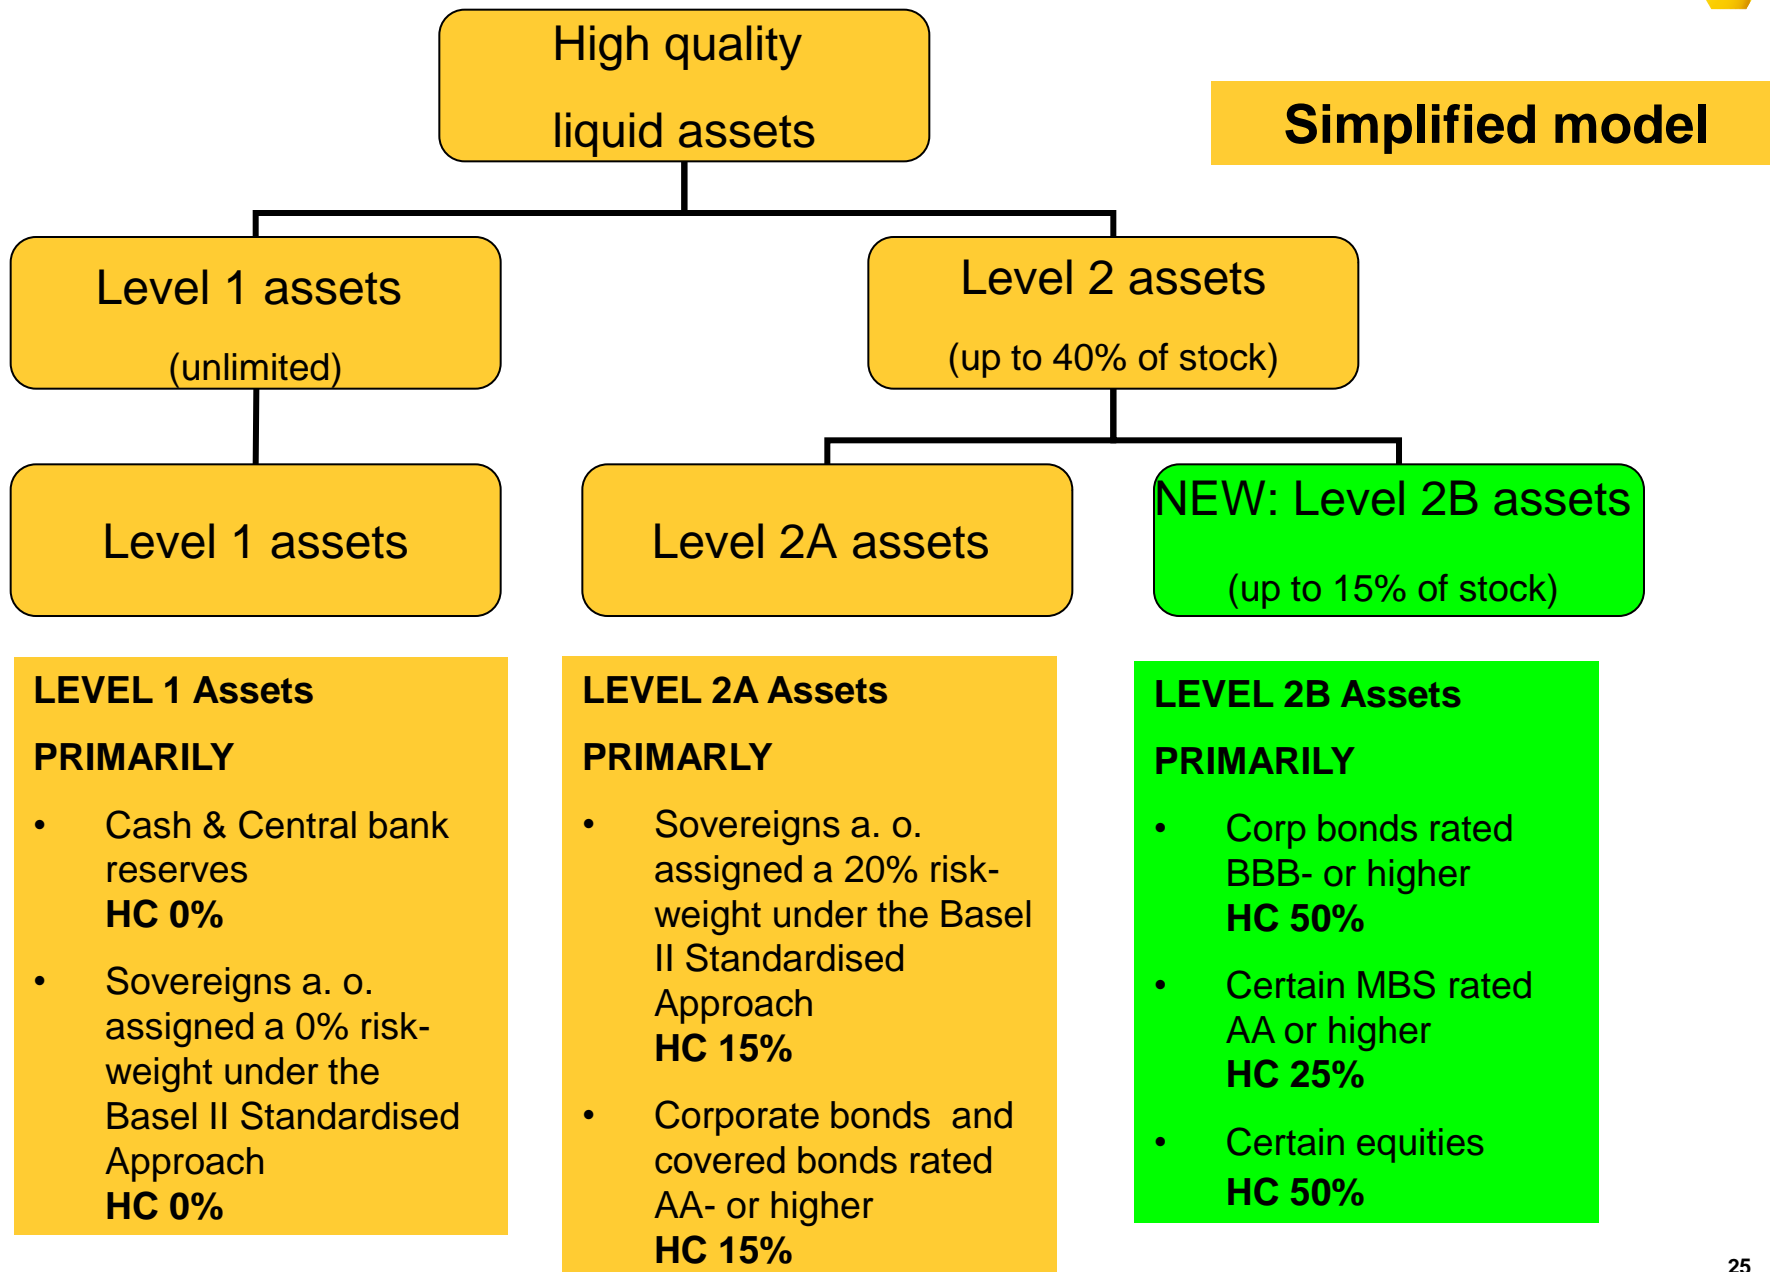 High quality
liquid assets
Simplified model
Level 1 assets
(unlimited)
Level 2 assets
(up to 40% of stock)
Level 1 assets
Level 2A assets
NEW: Level 2B assets
(up to 15% of stock)
LEVEL 1 Assets
PRIMARILY
• Cash & Central bank
reserves
HC 0%
• Sovereigns a. o.
assigned a 0% risk-
weight under the
Basel II Standardised
Approach
HC 0%
LEVEL 2A Assets
PRIMARLY
• Sovereigns a. o.
assigned a 20% risk-
weight under the Basel
II Standardised
Approach
HC 15%
• Corporate bonds and
covered bonds rated
AA- or higher
HC 15%
LEVEL 2B Assets
PRIMARILY
• Corp bonds rated
BBB- or higher
HC 50%
• Certain MBS rated
AA or higher
HC 25%
• Certain equities
HC 50%
25